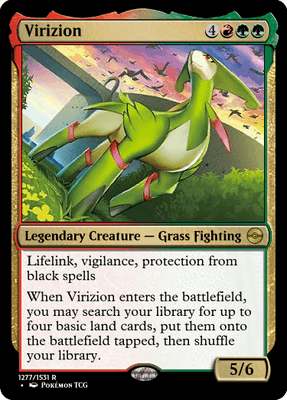 Virizion 4
Legendary Creature — Grass Fighting
Lifelink, vigilance, protection from
black spells
When Virizion enters the battlefield,
you may search your library for up
to four basic land cards, put them onto
the battlefield tapped, then shuffle
your library.
5/6
1277/1531 R
• Pokémon TCG